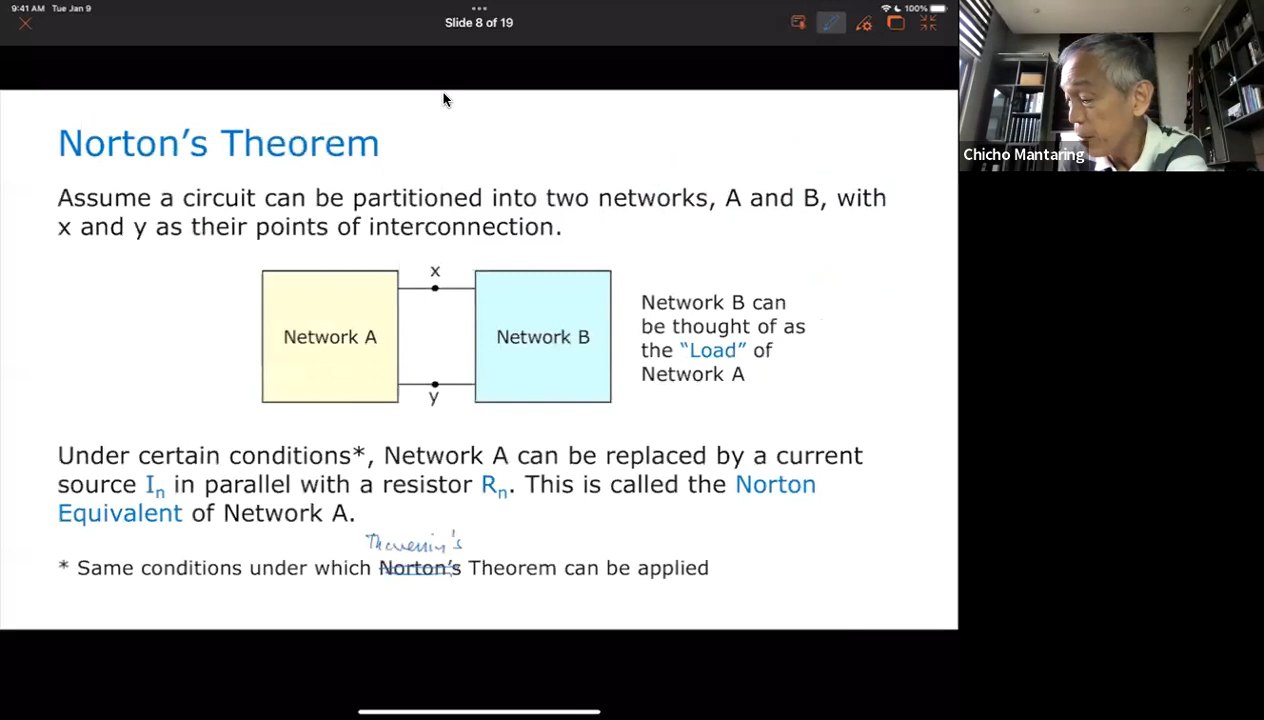 9:41 AM Tue Jan 9
100%
Slide 8 of 19
Chicho Mantaring
Norton's Theorem
Assume a circuit can be partitioned into two networks, A and B, with
x and y as their points of interconnection.
x
Network A
Network B
y
Network B can
be thought of as
the "Load" of
Network A
Under certain conditions*, Network A can be replaced by a current
source In in parallel with a resistor Rn. This is called the Norton
Equivalent of Network A.
Thevenin's
* Same conditions under which Norton's Theorem can be applied